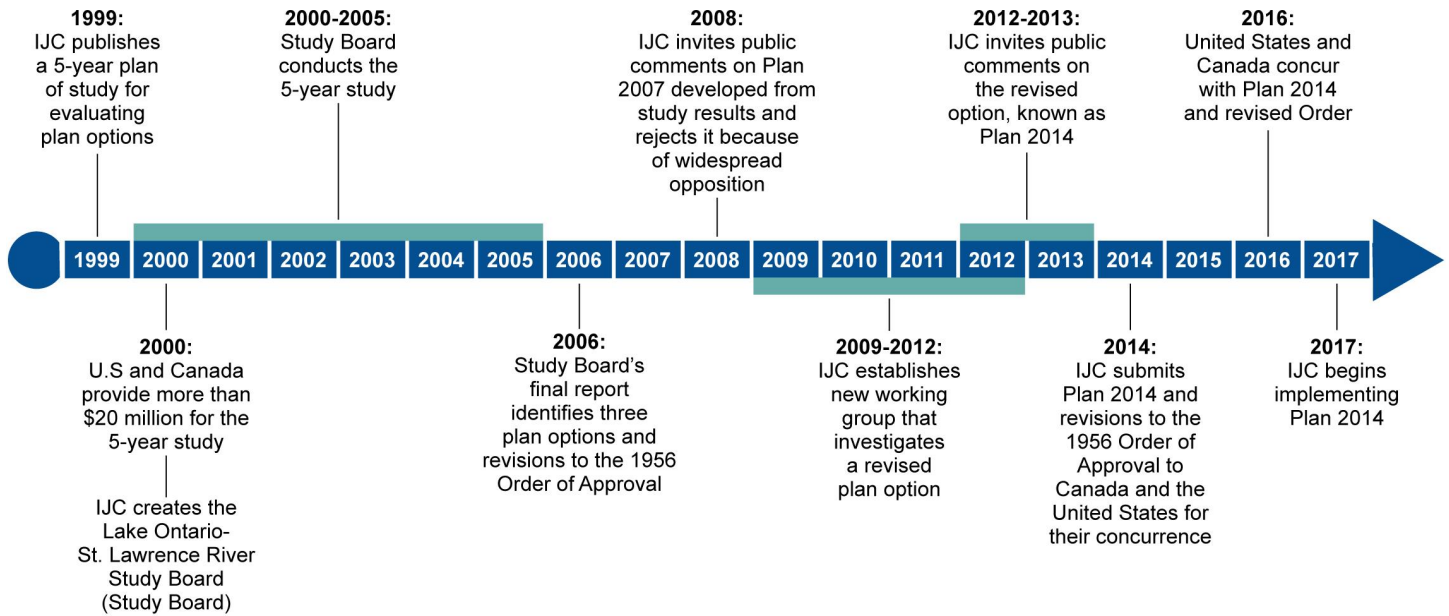 1999:
IJC publishes
a 5-year plan
of study for
evaluating
plan options
2000-2005:
Study Board
conducts the
5-year study
2008:
IJC invites public
comments on Plan
2007 developed from
study results and
rejects it because
of widespread
opposition
2012-2013:
IJC invites public
comments on
the revised
option, known as
Plan 2014
2016:
United States and
Canada concur
with Plan 2014
and revised Order
1999 2000 2001 2002 2003 2004 2005 2006 2007 2008 2009 2010 2011 2012 2013 2014 2015 2016 2017
2000:
U.S and Canada
provide more than
$20 million for the
5-year study
IJC creates the
Lake Ontario-
St. Lawrence River
Study Board
(Study Board)
2006:
Study Board's
final report
identifies three
plan options and
revisions to the 1956
Order of Approval
2009-2012:
IJC establishes
new working
group that
investigates
a revised
plan option
2014:
IJC submits
Plan 2014 and
revisions to the
1956 Order of
Approval to
Canada and the
United States for
their concurrence
2017:
IJC begins
implementing
Plan 2014